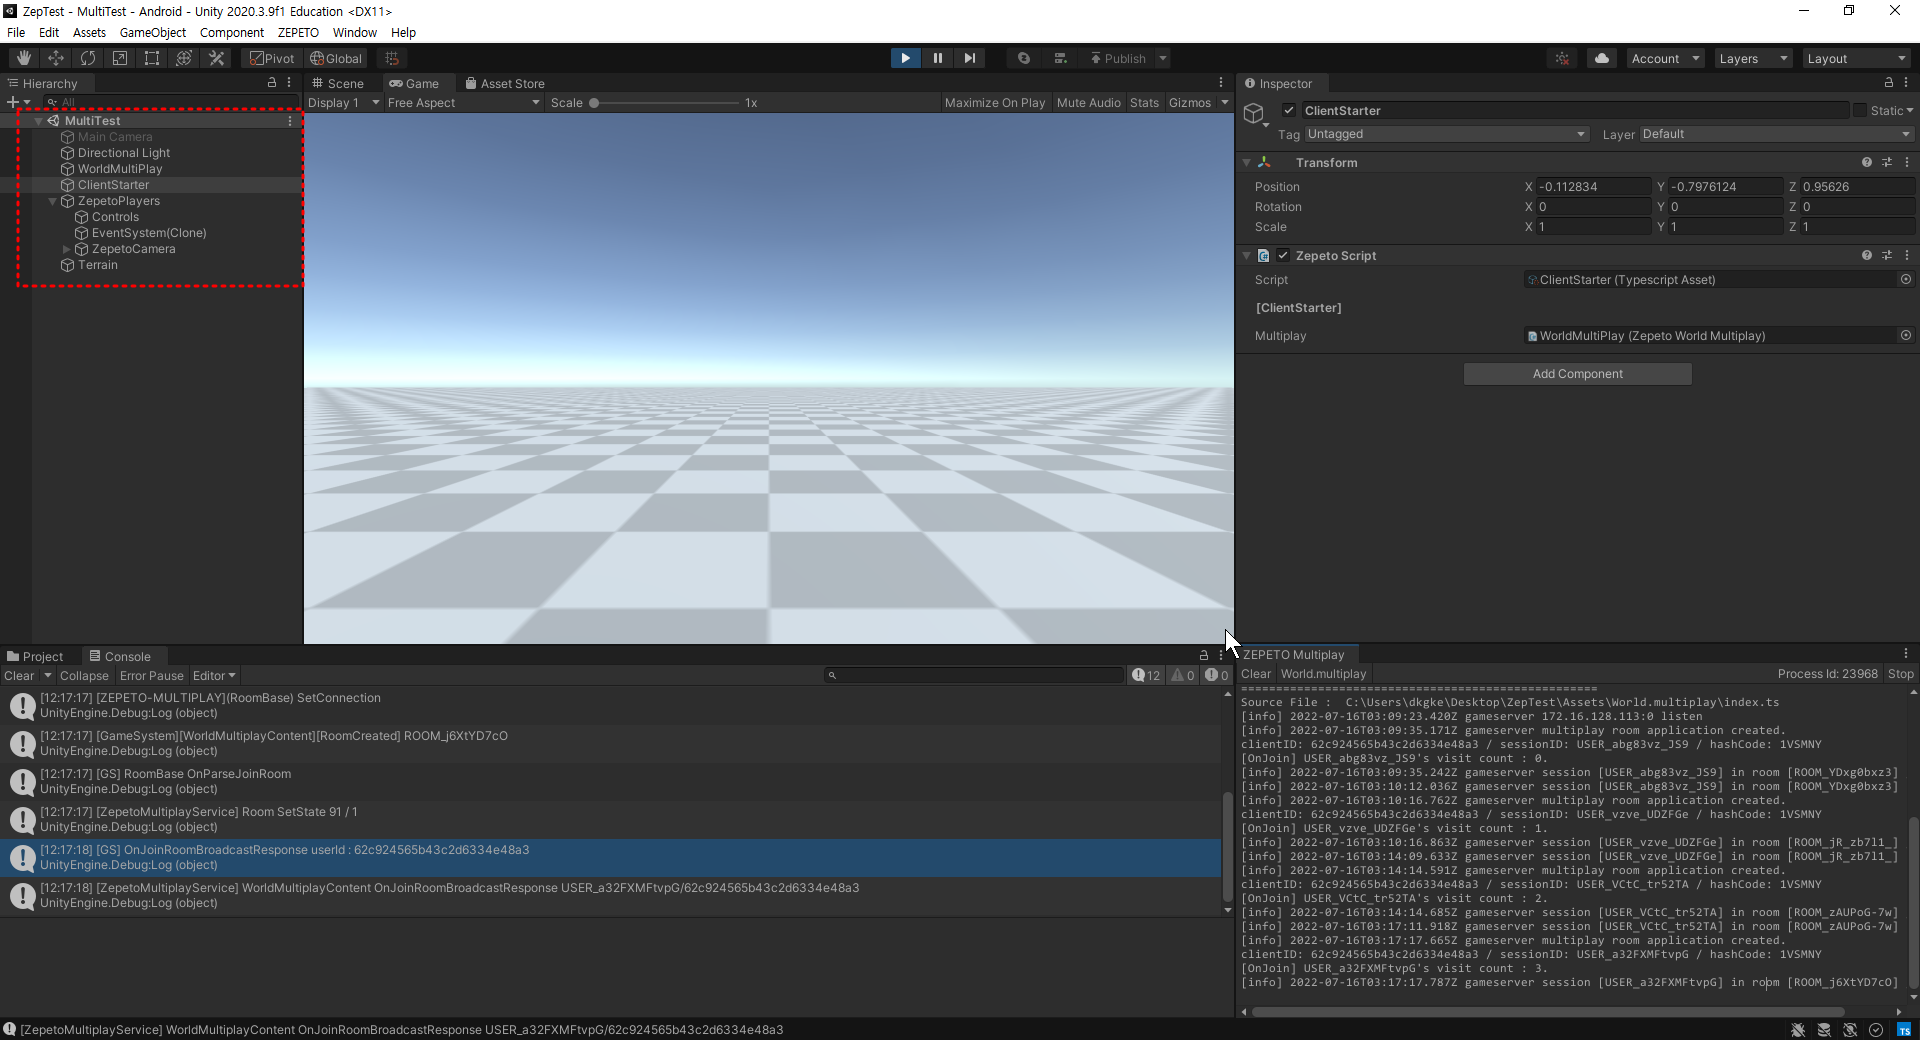 ZepTest - MultiTest - Android - Unity 2020.3.9f1 Education <DX11>
File Edit Assets GameObject Component ZEPETO Window Help
Pivot Global Publish Account Layers Layout
Hierarchy
All
MultiTest
Main Camera
Directional Light
WorldMultiPlay
ClientStarter
ZepetoPlayers
Controls
EventSystem(Clone)
ZepetoCamera
Terrain
Scene Game Asset Store
Display 1 Free Aspect Scale 1x Maximize On Play Mute Audio Stats Gizmos
Inspector
ClientStarter Static
Tag Untagged Layer Default
Transform
Position X -0.112834 Y -0.7976124 Z 0.95626
Rotation X 0 Y 0 Z 0
Scale X 1 Y 1 Z 1
Zepeto Script
Script ClientStarter (Typescript Asset)
[ClientStarter]
Multiplay WorldMultiPlay (Zepeto World Multiplay)
Add Component
Project Console
Clear Collapse Error Pause Editor 12 0 0
[12:17:17] [ZEPETO-MULTIPLAY](RoomBase) SetConnection
UnityEngine.Debug:Log (object)
[12:17:17] [GameSystem][WorldMultiplayContent][RoomCreated] ROOM_j6XtYD7cO
UnityEngine.Debug:Log (object)
[12:17:17] [GS] RoomBase OnParseJoinRoom
UnityEngine.Debug:Log (object)
[12:17:17] [ZepetoMultiplayService] Room SetState 91 / 1
UnityEngine.Debug:Log (object)
[12:17:18] [GS] OnJoinRoomBroadcastResponse userId : 62c924565b43c2d6334e48a3
UnityEngine.Debug:Log (object)
[12:17:18] [ZepetoMultiplayService] WorldMultiplayContent OnJoinRoomBroadcastResponse USER_a32FXMFtvpG/62c924565b43c2d6334e48a3
UnityEngine.Debug:Log (object)
ZEPETO Multiplay
Clear World.multiplay Process Id: 23968 Stop
===================================================
Source File : C:\Users\dkgke\Desktop\ZepTest\Assets\World.multiplay\index.ts
[info] 2022-07-16T03:09:23.420Z gameserver 172.16.128.113:0 listen
[info] 2022-07-16T03:09:35.171Z gameserver multiplay room application created.
clientID: 62c924565b43c2d6334e48a3 / sessionID: USER_abg83vz_JS9 / hashCode: 1VSMNY
[OnJoin] USER_abg83vz_JS9's visit count : 0.
[info] 2022-07-16T03:09:35.242Z gameserver session [USER_abg83vz_JS9] in room [ROOM_YDxg0bxz3]
[info] 2022-07-16T03:10:12.036Z gameserver session [USER_abg83vz_JS9] in room [ROOM_YDxg0bxz3]
[info] 2022-07-16T03:10:16.762Z gameserver multiplay room application created.
clientID: 62c924565b43c2d6334e48a3 / sessionID: USER_vzve_UDZFGe / hashCode: 1VSMNY
[OnJoin] USER_vzve_UDZFGe's visit count : 1.
[info] 2022-07-16T03:10:16.863Z gameserver session [USER_vzve_UDZFGe] in room [ROOM_jR_zb7l1_]
[info] 2022-07-16T03:14:09.633Z gameserver session [USER_vzve_UDZFGe] in room [ROOM_jR_zb7l1_]
[info] 2022-07-16T03:14:14.591Z gameserver multiplay room application created.
clientID: 62c924565b43c2d6334e48a3 / sessionID: USER_VCtC_tr52TA / hashCode: 1VSMNY
[OnJoin] USER_VCtC_tr52TA's visit count : 2.
[info] 2022-07-16T03:14:14.685Z gameserver session [USER_VCtC_tr52TA] in room [ROOM_zAUPoG-7w]
[info] 2022-07-16T03:17:11.918Z gameserver session [USER_VCtC_tr52TA] in room [ROOM_zAUPoG-7w]
[info] 2022-07-16T03:17:17.665Z gameserver multiplay room application created.
clientID: 62c924565b43c2d6334e48a3 / sessionID: USER_a32FXMFtvpG / hashCode: 1VSMNY
[OnJoin] USER_a32FXMFtvpG's visit count : 3.
[info] 2022-07-16T03:17:17.787Z gameserver session [USER_a32FXMFtvpG] in room [ROOM_j6XtYD7cO]
[ZepetoMultiplayService] WorldMultiplayContent OnJoinRoomBroadcastResponse USER_a32FXMFtvpG/62c924565b43c2d6334e48a3
TS